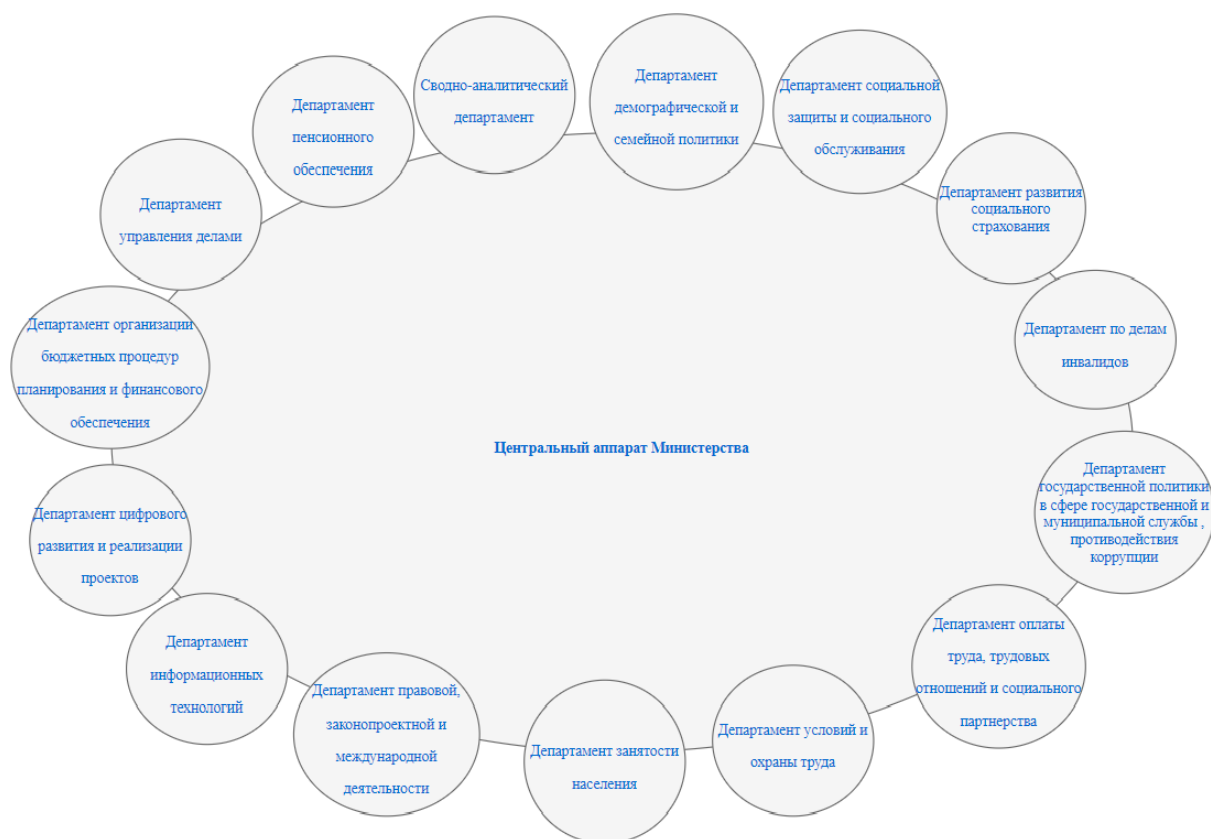 Сводно-аналитический
департамент
Департамент
демографической и
семейной политики
Департамент социальной
защиты и социального
обслуживания
Департамент развития
социального
страхования
Департамент по делам
инвалидов
Департамент
государственной политики
в сфере государственной и
муниципальной службы ,
противодействия
коррупции
Департамент оплаты
труда, трудовых
отношений и социального
партнерства
Департамент условий и
охраны труда
Департамент занятости
населения
Департамент правовой,
законопроектной и
международной
деятельности
Департамент
информационных
технологий
Департамент цифрового
развития и реализации
проектов
Департамент организации
бюджетных процедур
планирования и финансового
обеспечения
Департамент
управления делами
Департамент
пенсионного
обеспечения
Центральный аппарат Министерства